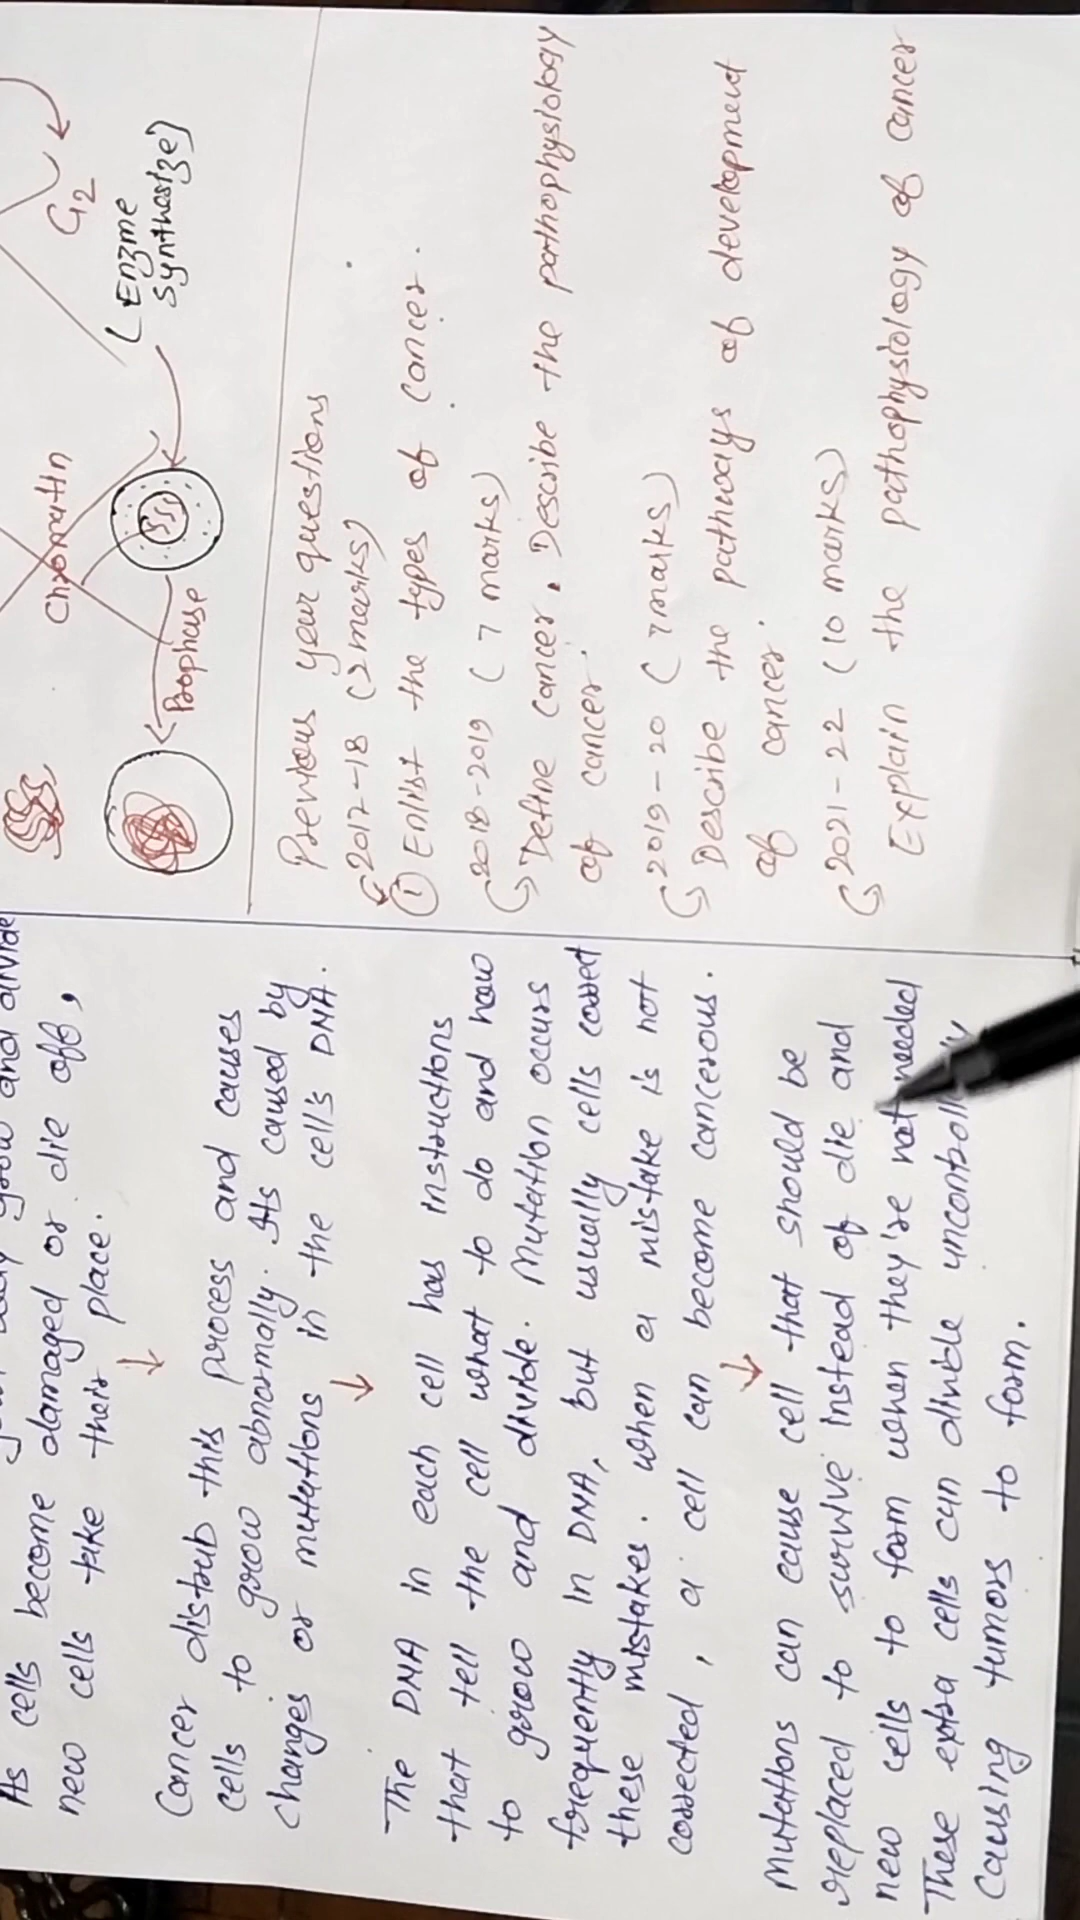 grow and divide
As cells become damaged or die off,
new cells take their place.
↓
Cancer distrub this process and causes
cells to grow abnormally. Its caused by
changes or mutations in the cell's DNA.
↓
The DNA in each cell has instructions
that tell the cell what to do and how
to grow and divide. Mutation occurs
frequently in DNA, but usually cells correct
these mistakes. when a mistake is not
corrected, a cell can become cancerous.
↓
Mutations can cause cell that should be
replaced to survive instead of die and
new cells to form when they're not needed
These extra cells can divide
causing tumors to form.
G2
(Enzme
synthesize)
Chromatin
Prophase
Previous year questions
2017-18 (2 marks)
① Enlist the types of cancer.
2018-2019 (7 marks)
Define cancer. Describe the pathophysiology
of cancer.
2019-20 (7 marks)
Describe the pathways of development
of cancer.
2021-22 (10 marks)
Explain the pathophysiology of cancer